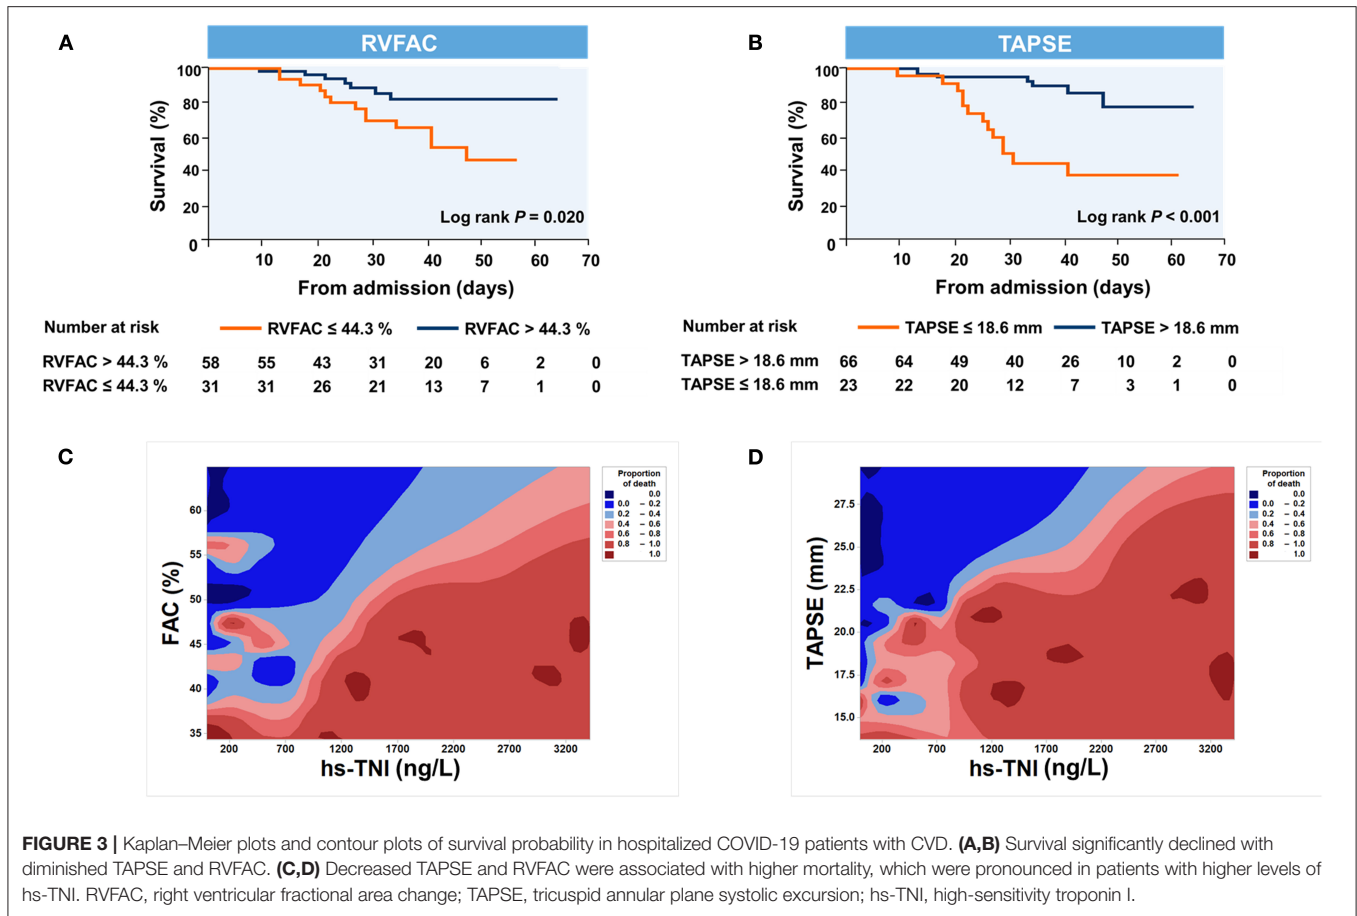 A
RVFAC
100
80
60
40
20
0
Survival (%)
Log rank P = 0.020
10 20 30 40 50 60 70
From admission (days)
Number at risk RVFAC ≤ 44.3 % RVFAC > 44.3 %
RVFAC > 44.3 % 58 55 43 31 20 6 2 0
RVFAC ≤ 44.3 % 31 31 26 21 13 7 1 0
B
TAPSE
100
80
60
40
20
0
Survival (%)
Log rank P < 0.001
10 20 30 40 50 60 70
From admission (days)
Number at risk TAPSE ≤ 18.6 mm TAPSE > 18.6 mm
TAPSE > 18.6 mm 66 64 49 40 26 10 2 0
TAPSE ≤ 18.6 mm 23 22 20 12 7 3 1 0
C
60
55
50
45
40
35
FAC (%)
200 700 1200 1700 2200 2700 3200
hs-TNI (ng/L)
Proportion
of death
0.0
0.0 – 0.2
0.2 – 0.4
0.4 – 0.6
0.6 – 0.8
0.8 – 1.0
1.0
D
27.5
25.0
22.5
20.0
17.5
15.0
TAPSE (mm)
200 700 1200 1700 2200 2700 3200
hs-TNI (ng/L)
Proportion
of death
0.0
0.0 – 0.2
0.2 – 0.4
0.4 – 0.6
0.6 – 0.8
0.8 – 1.0
1.0
FIGURE 3 | Kaplan–Meier plots and contour plots of survival probability in hospitalized COVID-19 patients with CVD. (A,B) Survival significantly declined with
diminished TAPSE and RVFAC. (C,D) Decreased TAPSE and RVFAC were associated with higher mortality, which were pronounced in patients with higher levels of
hs-TNI. RVFAC, right ventricular fractional area change; TAPSE, tricuspid annular plane systolic excursion; hs-TNI, high-sensitivity troponin I.